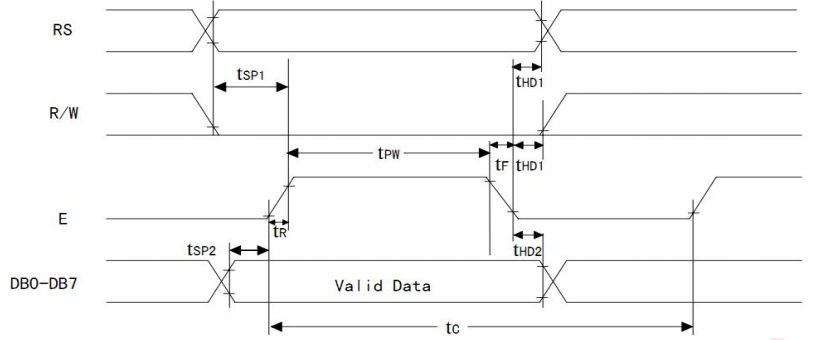 RS
tSP1
tHD1
R/W
tPW
tF
tHD1
E
tR
tSP2
tHD2
DB0-DB7
Valid Data
tC